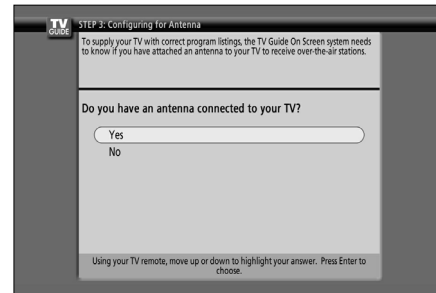 TV
GUIDE
STEP 3: Configuring for Antenna
To supply your TV with correct program listings, the TV Guide On Screen system needs
to know if you have attached an antenna to your TV to receive over-the-air stations.
Do you have an antenna connected to your TV?
Yes
No
Using your TV remote, move up or down to highlight your answer. Press Enter to
choose.